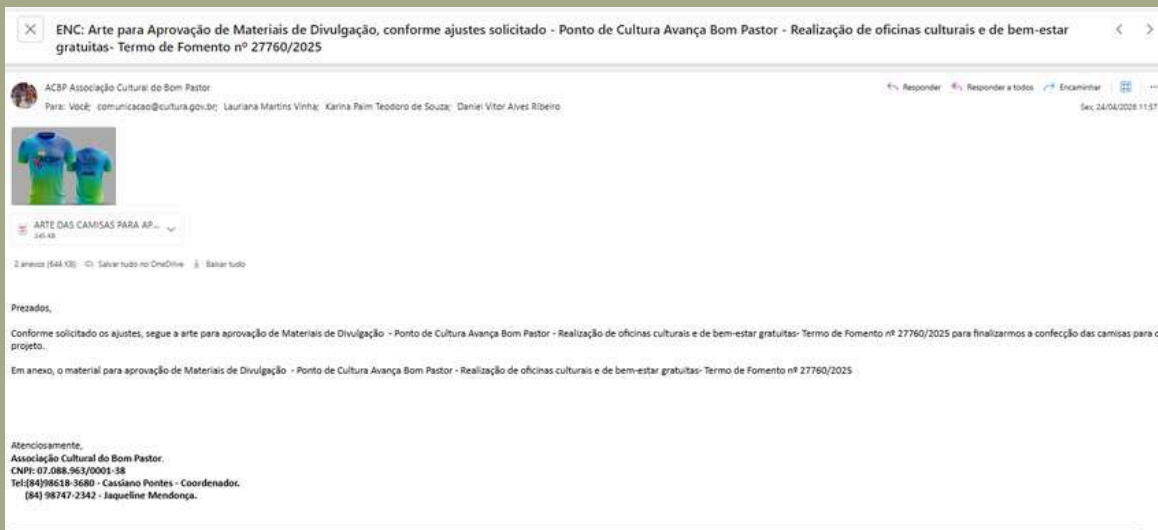 ENC: Arte para Aprovação de Materiais de Divulgação, conforme ajustes solicitado - Ponto de Cultura Avança Bom Pastor - Realização de oficinas culturais e de bem-estar
gratuitas- Termo de Fomento nº 27760/2025
ACBP Associação Cultural do Bom Pastor
Responder Responder a todos Encaminhar
Para: Você; comunicacao@cultura.gov.br; Lauriana Martins Vinha; Karina Paim Teodoro de Souza; Daniel Vitor Alves Ribeiro
Sex, 24/04/2026 11:57
ACBP
ARTE DAS CAMISAS PARA AP...
345 KB
2 anexos (644 KB) Salvar tudo no OneDrive Baixar tudo
Prezados,
Conforme solicitado os ajustes, segue a arte para aprovação de Materiais de Divulgação - Ponto de Cultura Avança Bom Pastor - Realização de oficinas culturais e de bem-estar gratuitas- Termo de Fomento nº 27760/2025 para finalizarmos a confecção das camisas para o
projeto.
Em anexo, o material para aprovação de Materiais de Divulgação - Ponto de Cultura Avança Bom Pastor - Realização de oficinas culturais e de bem-estar gratuitas- Termo de Fomento nº 27760/2025
Atenciosamente,
Associação Cultural do Bom Pastor.
CNPJ: 07.088.963/0001-38
Tel:(84)98618-3680 - Cassiano Pontes - Coordenador.
(84) 98747-2342 - Jaqueline Mendonça.